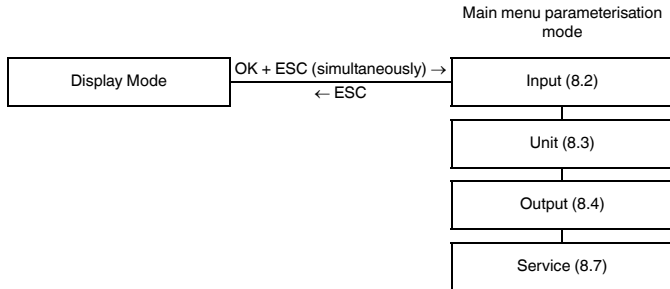 Main menu parameterisation
mode
Display Mode
OK + ESC (simultaneously) →
← ESC
Input (8.2)
Unit (8.3)
Output (8.4)
Service (8.7)